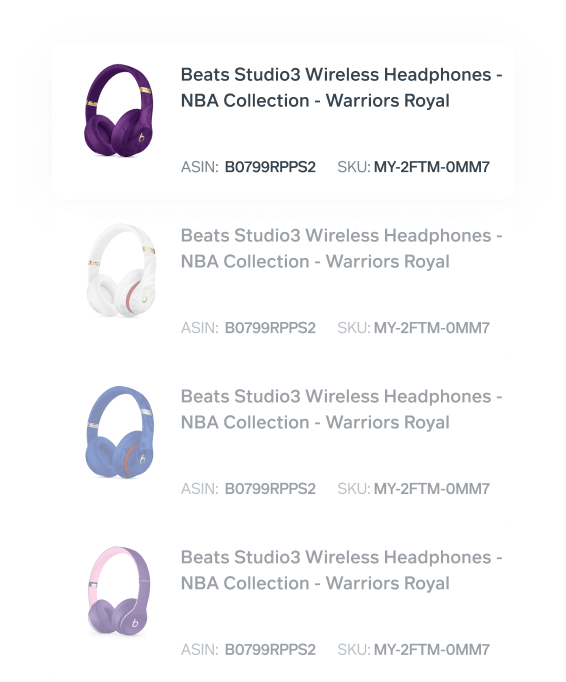 Beats Studio3 Wireless Headphones -
NBA Collection - Warriors Royal
ASIN: B0799RPPS2 SKU: MY-2FTM-0MM7
Beats Studio3 Wireless Headphones -
NBA Collection - Warriors Royal
ASIN: B0799RPPS2 SKU: MY-2FTM-0MM7
Beats Studio3 Wireless Headphones -
NBA Collection - Warriors Royal
ASIN: B0799RPPS2 SKU: MY-2FTM-0MM7
Beats Studio3 Wireless Headphones -
NBA Collection - Warriors Royal
ASIN: B0799RPPS2 SKU: MY-2FTM-0MM7